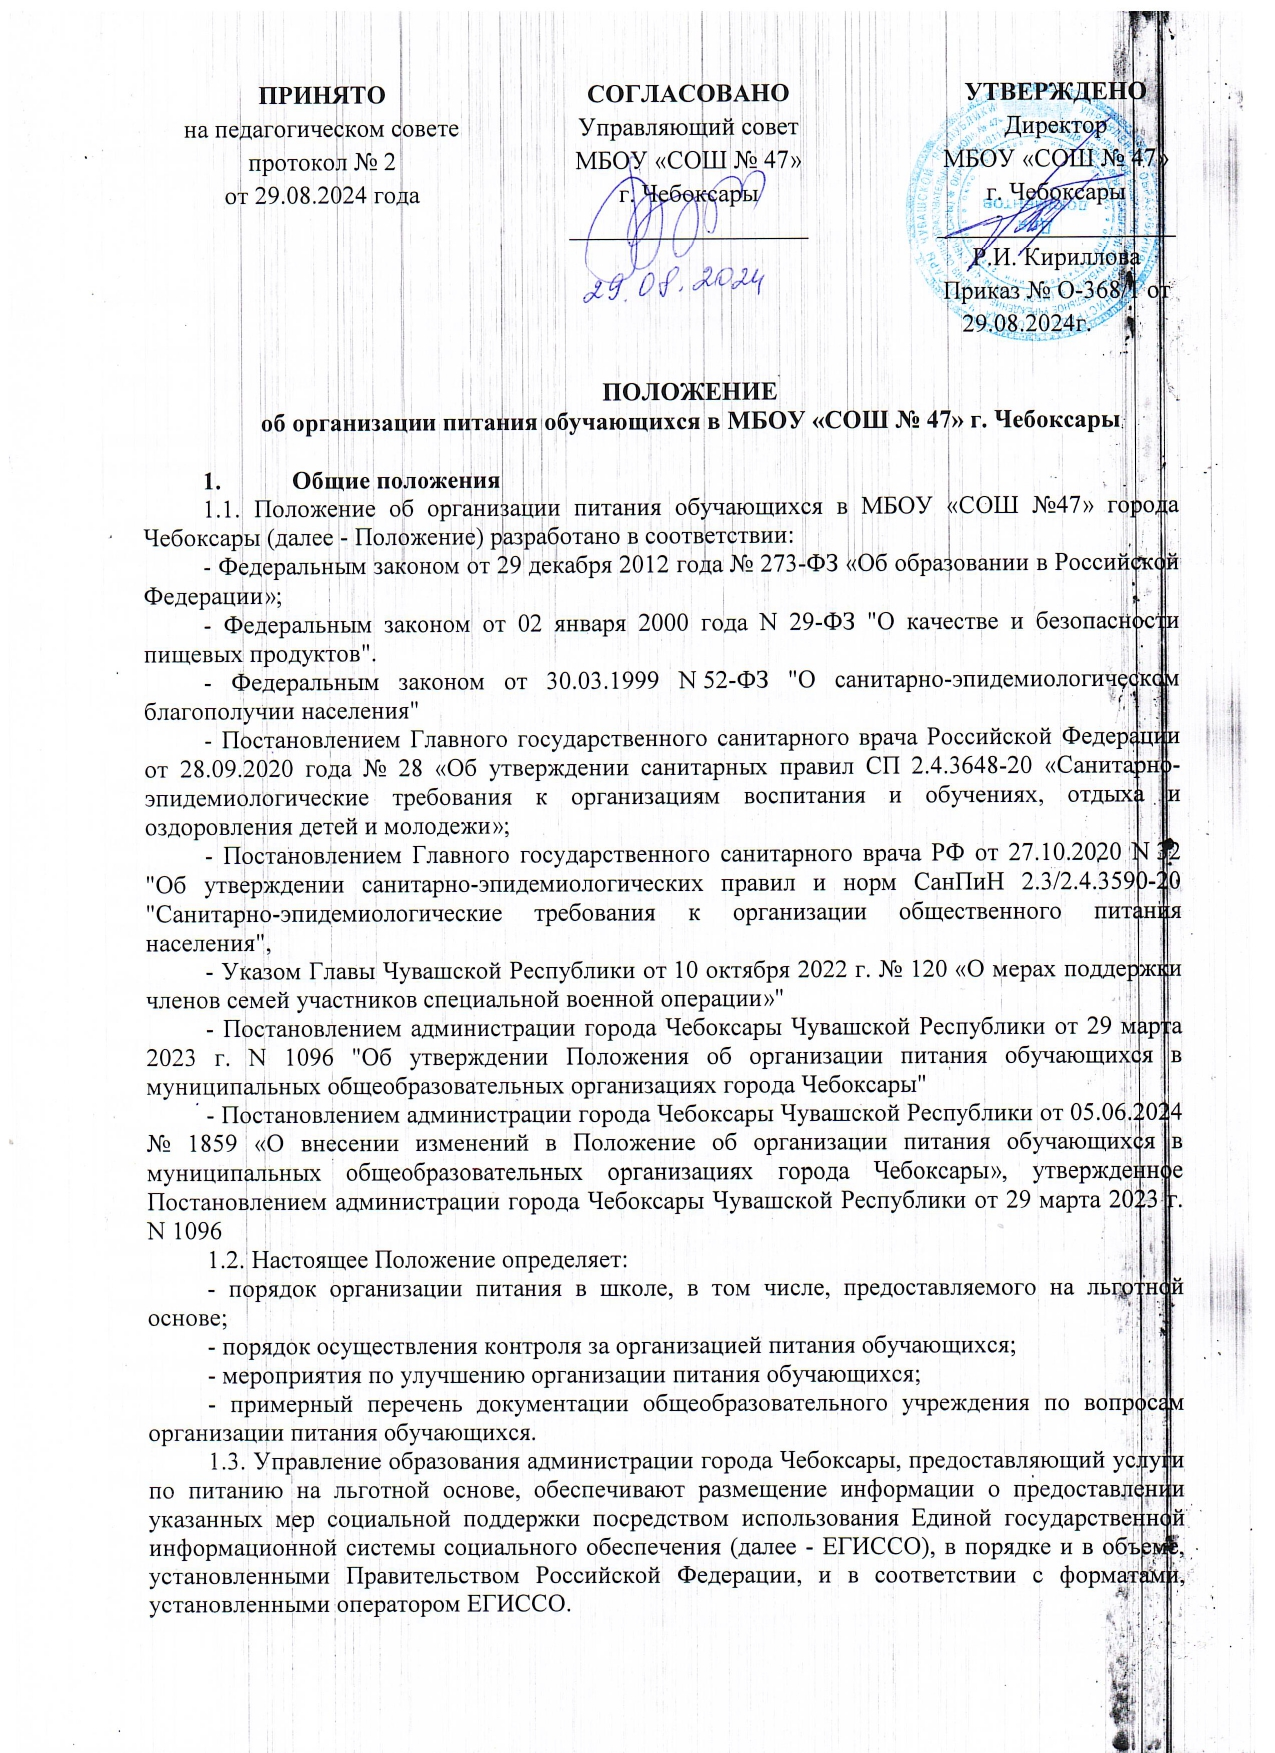 ПРИНЯТО
на педагогическом совете
протокол № 2
от 29.08.2024 года
СОГЛАСОВАНО
Управляющий совет
МБОУ «СОШ № 47»
г. Чебоксары
29.08.2024
УТВЕРЖДЕНО
Директор
МБОУ «СОШ № 47»
г. Чебоксары
Р.И. Кириллова
Приказ № О-368/1 от
29.08.2024г.
ПОЛОЖЕНИЕ
об организации питания обучающихся в МБОУ «СОШ № 47» г. Чебоксары
1. Общие положения
1.1. Положение об организации питания обучающихся в МБОУ «СОШ №47» города
Чебоксары (далее - Положение) разработано в соответствии:
- Федеральным законом от 29 декабря 2012 года № 273-ФЗ «Об образовании в Российской
Федерации»;
- Федеральным законом от 02 января 2000 года N 29-ФЗ "О качестве и безопасности
пищевых продуктов".
- Федеральным законом от 30.03.1999 N 52-ФЗ "О санитарно-эпидемиологическом
благополучии населения"
- Постановлением Главного государственного санитарного врача Российской Федерации
от 28.09.2020 года № 28 «Об утверждении санитарных правил СП 2.4.3648-20 «Санитарно-
эпидемиологические требования к организациям воспитания и обучениях, отдыха и
оздоровления детей и молодежи»;
- Постановлением Главного государственного санитарного врача РФ от 27.10.2020 N 32
"Об утверждении санитарно-эпидемиологических правил и норм СанПиН 2.3/2.4.3590-20
"Санитарно-эпидемиологические требования к организации общественного питания
населения",
- Указом Главы Чувашской Республики от 10 октября 2022 г. № 120 «О мерах поддержки
членов семей участников специальной военной операции»"
- Постановлением администрации города Чебоксары Чувашской Республики от 29 марта
2023 г. N 1096 "Об утверждении Положения об организации питания обучающихся в
муниципальных общеобразовательных организациях города Чебоксары"
- Постановлением администрации города Чебоксары Чувашской Республики от 05.06.2024
№ 1859 «О внесении изменений в Положение об организации питания обучающихся в
муниципальных общеобразовательных организациях города Чебоксары», утвержденное
Постановлением администрации города Чебоксары Чувашской Республики от 29 марта 2023 г.
N 1096
1.2. Настоящее Положение определяет:
- порядок организации питания в школе, в том числе, предоставляемого на льготной
основе;
- порядок осуществления контроля за организацией питания обучающихся;
- мероприятия по улучшению организации питания обучающихся;
- примерный перечень документации общеобразовательного учреждения по вопросам
организации питания обучающихся.
1.3. Управление образования администрации города Чебоксары, предоставляющий услуги
по питанию на льготной основе, обеспечивают размещение информации о предоставлении
указанных мер социальной поддержки посредством использования Единой государственной
информационной системы социального обеспечения (далее - ЕГИССО), в порядке и в объеме,
установленными Правительством Российской Федерации, и в соответствии с форматами,
установленными оператором ЕГИССО.